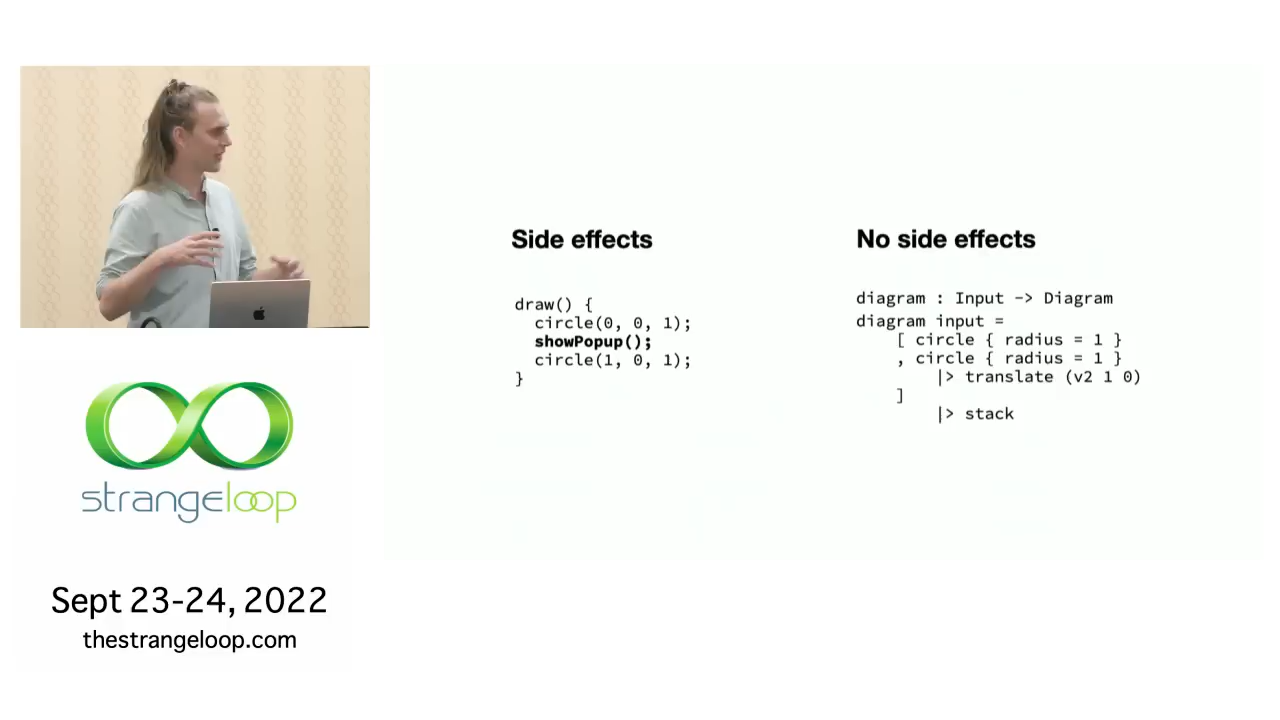 Side effects
draw() {
  circle(0, 0, 1);
  showPopup();
  circle(1, 0, 1);
}
No side effects
diagram : Input -> Diagram
diagram input =
    [ circle { radius = 1 }
    , circle { radius = 1 }
        |> translate (v2 1 0)
    ]
        |> stack
strangeloop
Sept 23-24, 2022
thestrangeloop.com